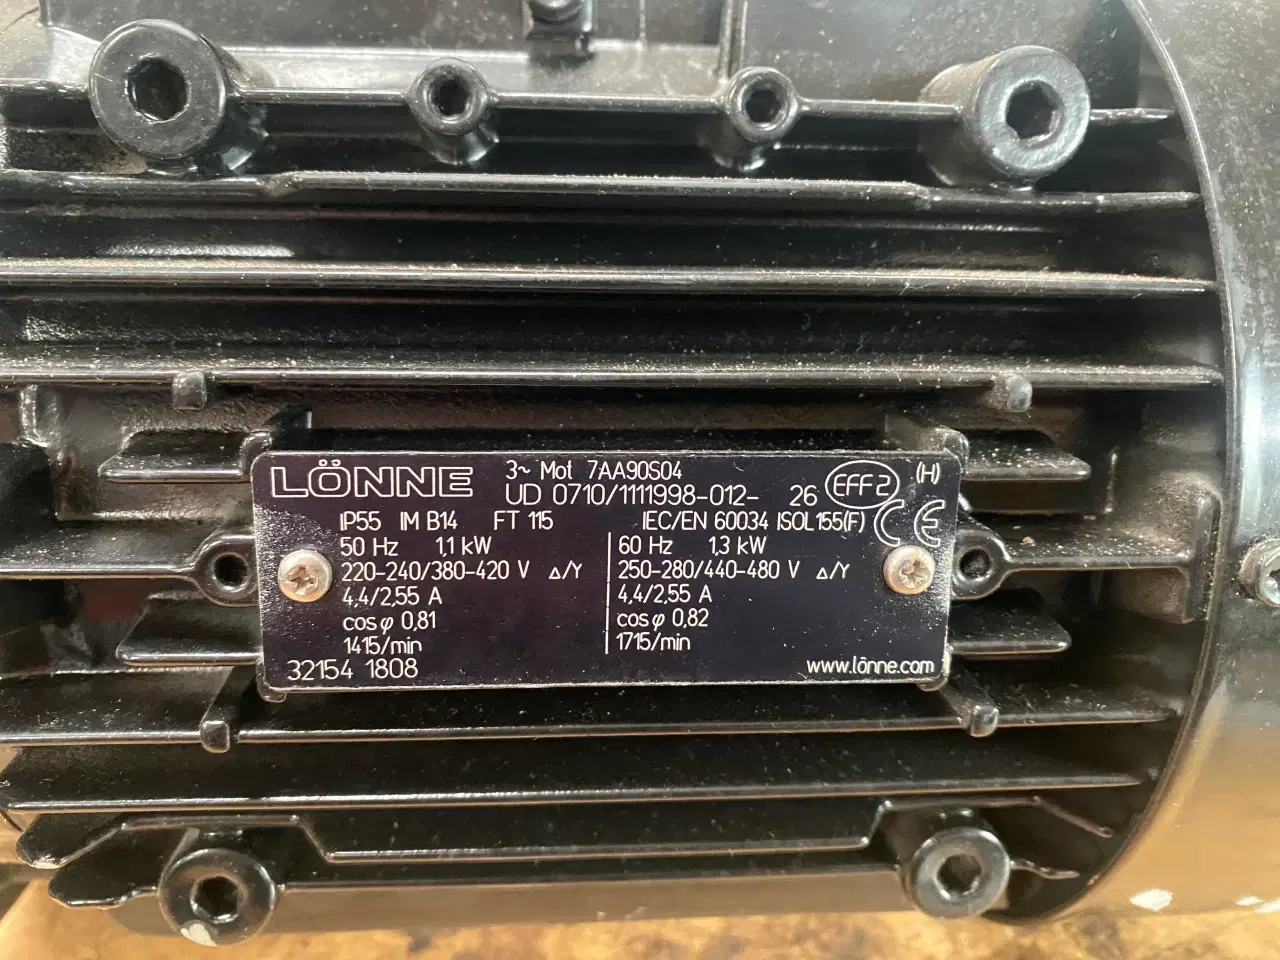 LÖNNE 3~ Mot 7AA90S04 EFF2 (H)
UD 0710/1111998-012- 26
IP55 IM B14 FT 115 IEC/EN 60034 ISOL155(F) CE
50 Hz 1,1 kW 60 Hz 1,3 kW
220-240/380-420 V Δ/Y 250-280/440-480 V Δ/Y
4,4/2,55 A 4,4/2,55 A
cos φ 0,81 cos φ 0,82
1415/min 1715/min
32154 1808 www.lönne.com